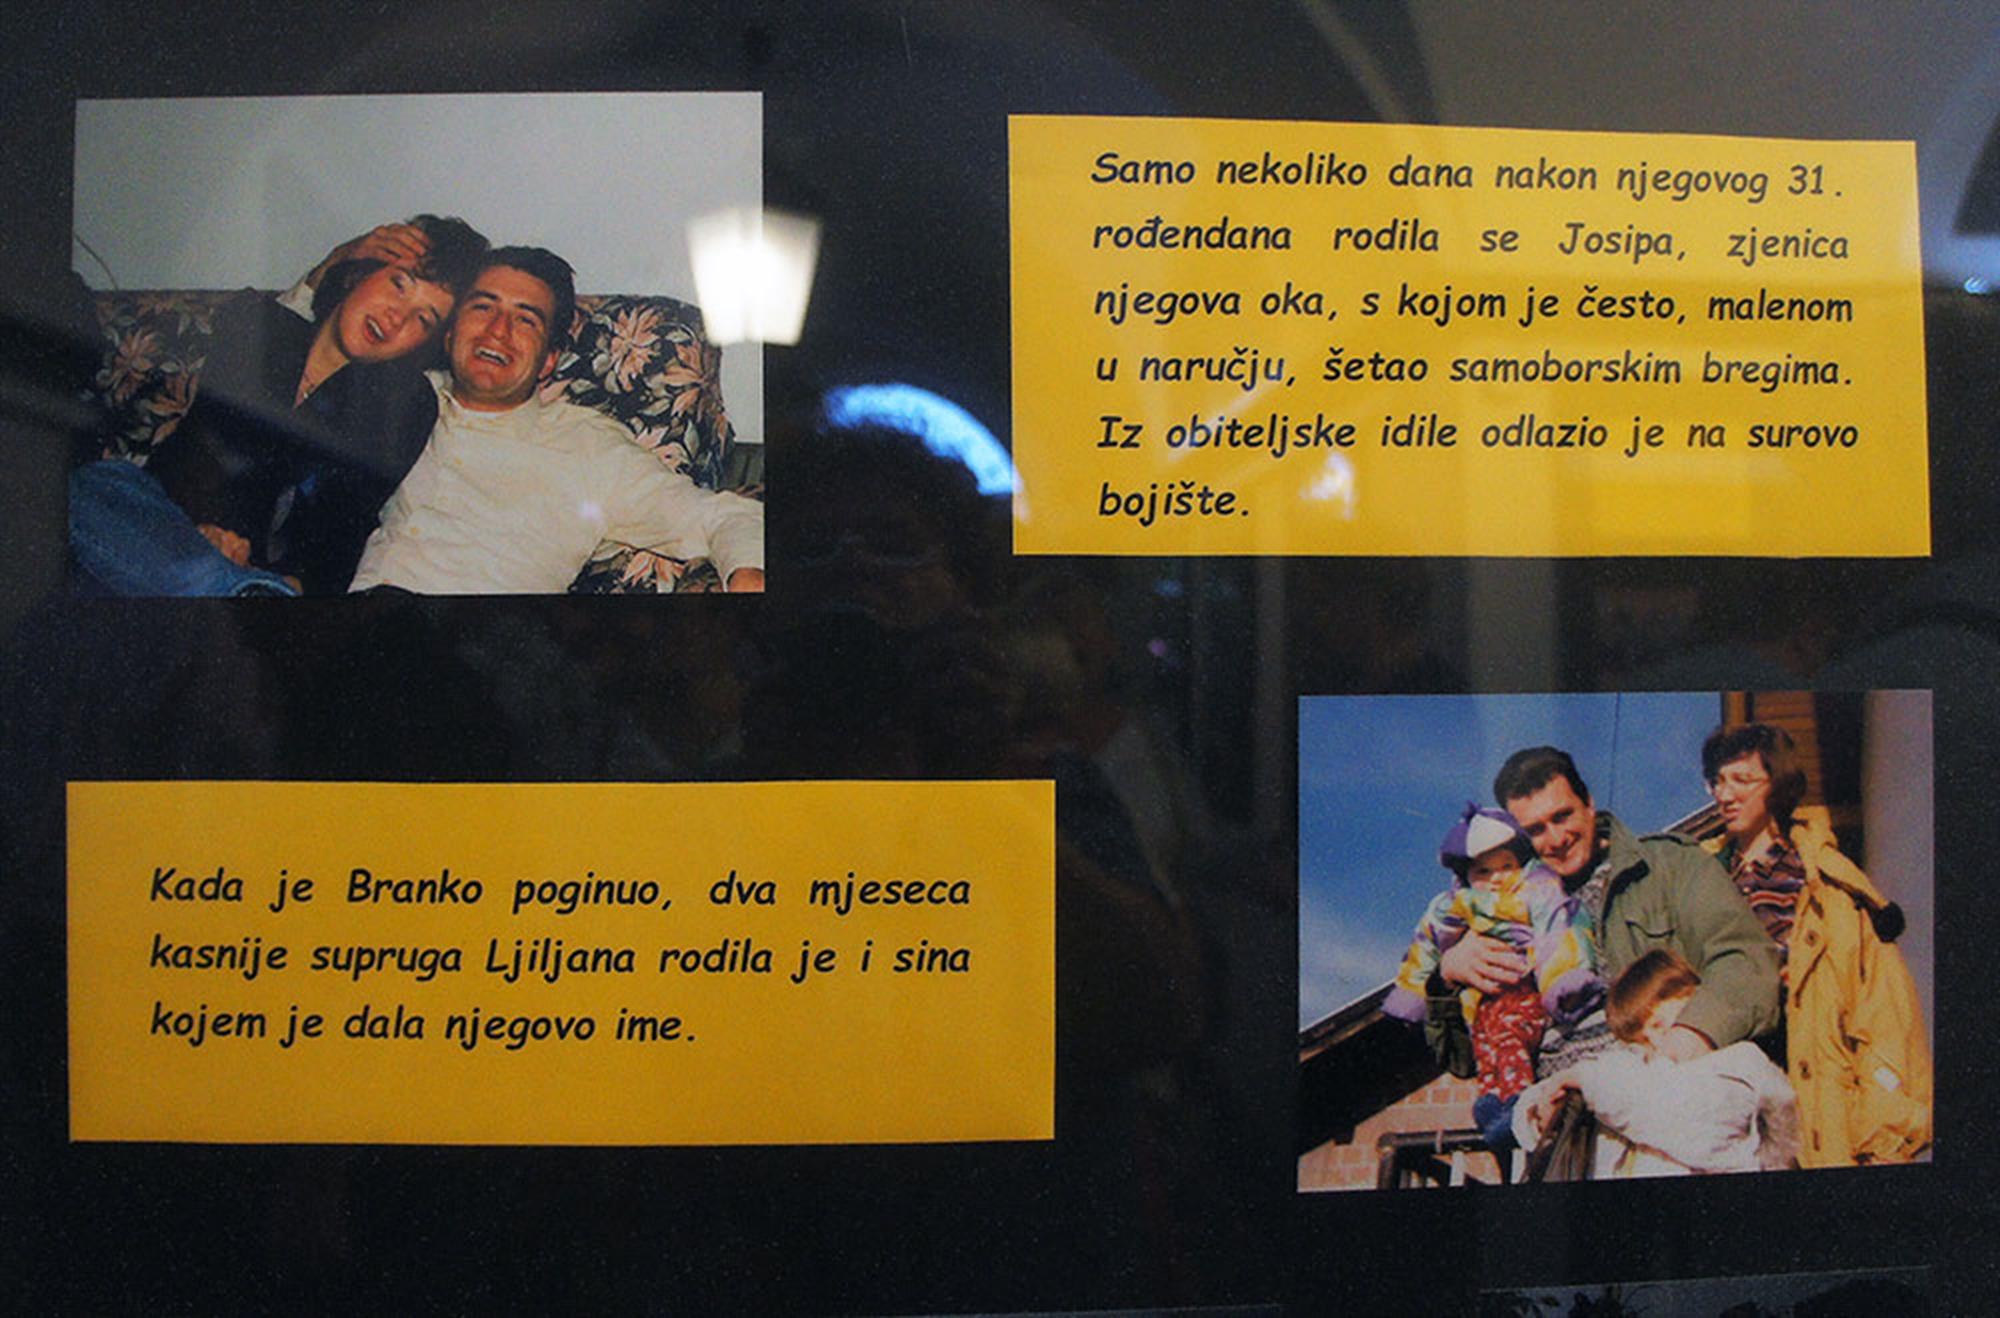 Samo nekoliko dana nakon njegovog 31.
rođendana rodila se Josipa, zjenica
njegova oka, s kojom je često, malenom
u naručju, šetao samoborskim bregima.
Iz obiteljske idile odlazio je na surovo
bojište.
Kada je Branko poginuo, dva mjeseca
kasnije supruga Ljiljana rodila je i sina
kojem je dala njegovo ime.